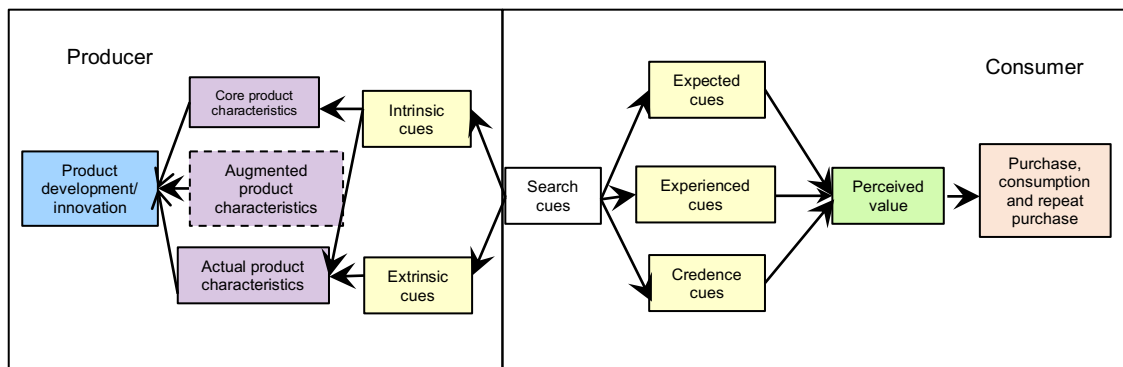 Producer
Consumer
Core product
characteristics
Intrinsic
cues
Expected
cues
Product
development/
innovation
Augmented
product
characteristics
Search
cues
Experienced
cues
Perceived
value
Purchase,
consumption
and repeat
purchase
Actual product
characteristics
Extrinsic
cues
Credence
cues